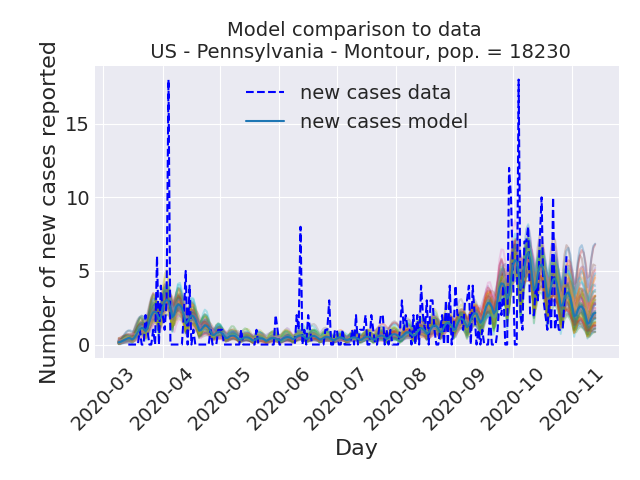 Model comparison to data
US - Pennsylvania - Montour, pop. = 18230
new cases data
new cases model
Number of new cases reported
15
10
5
0
2020-03
2020-04
2020-05
2020-06
2020-07
2020-08
2020-09
2020-10
2020-11
Day